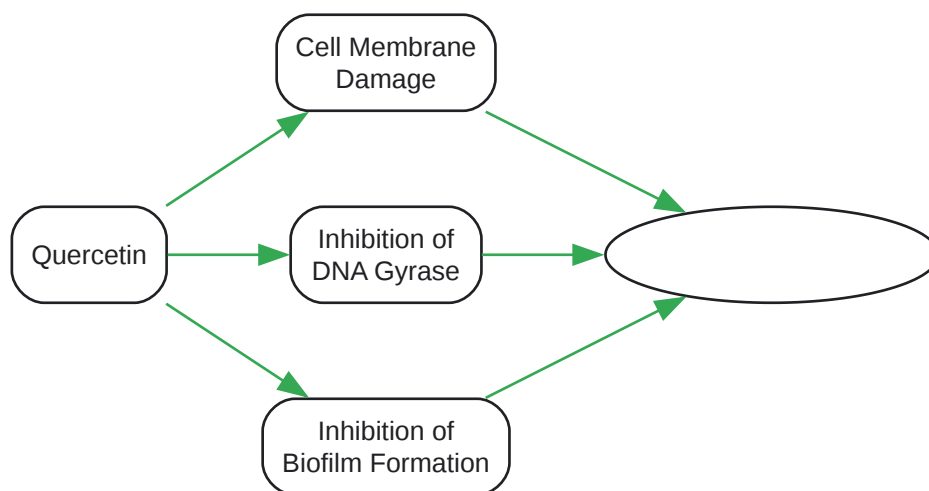 Cell Membrane
Damage
Quercetin
Inhibition of
DNA Gyrase
Inhibition of
Biofilm Formation